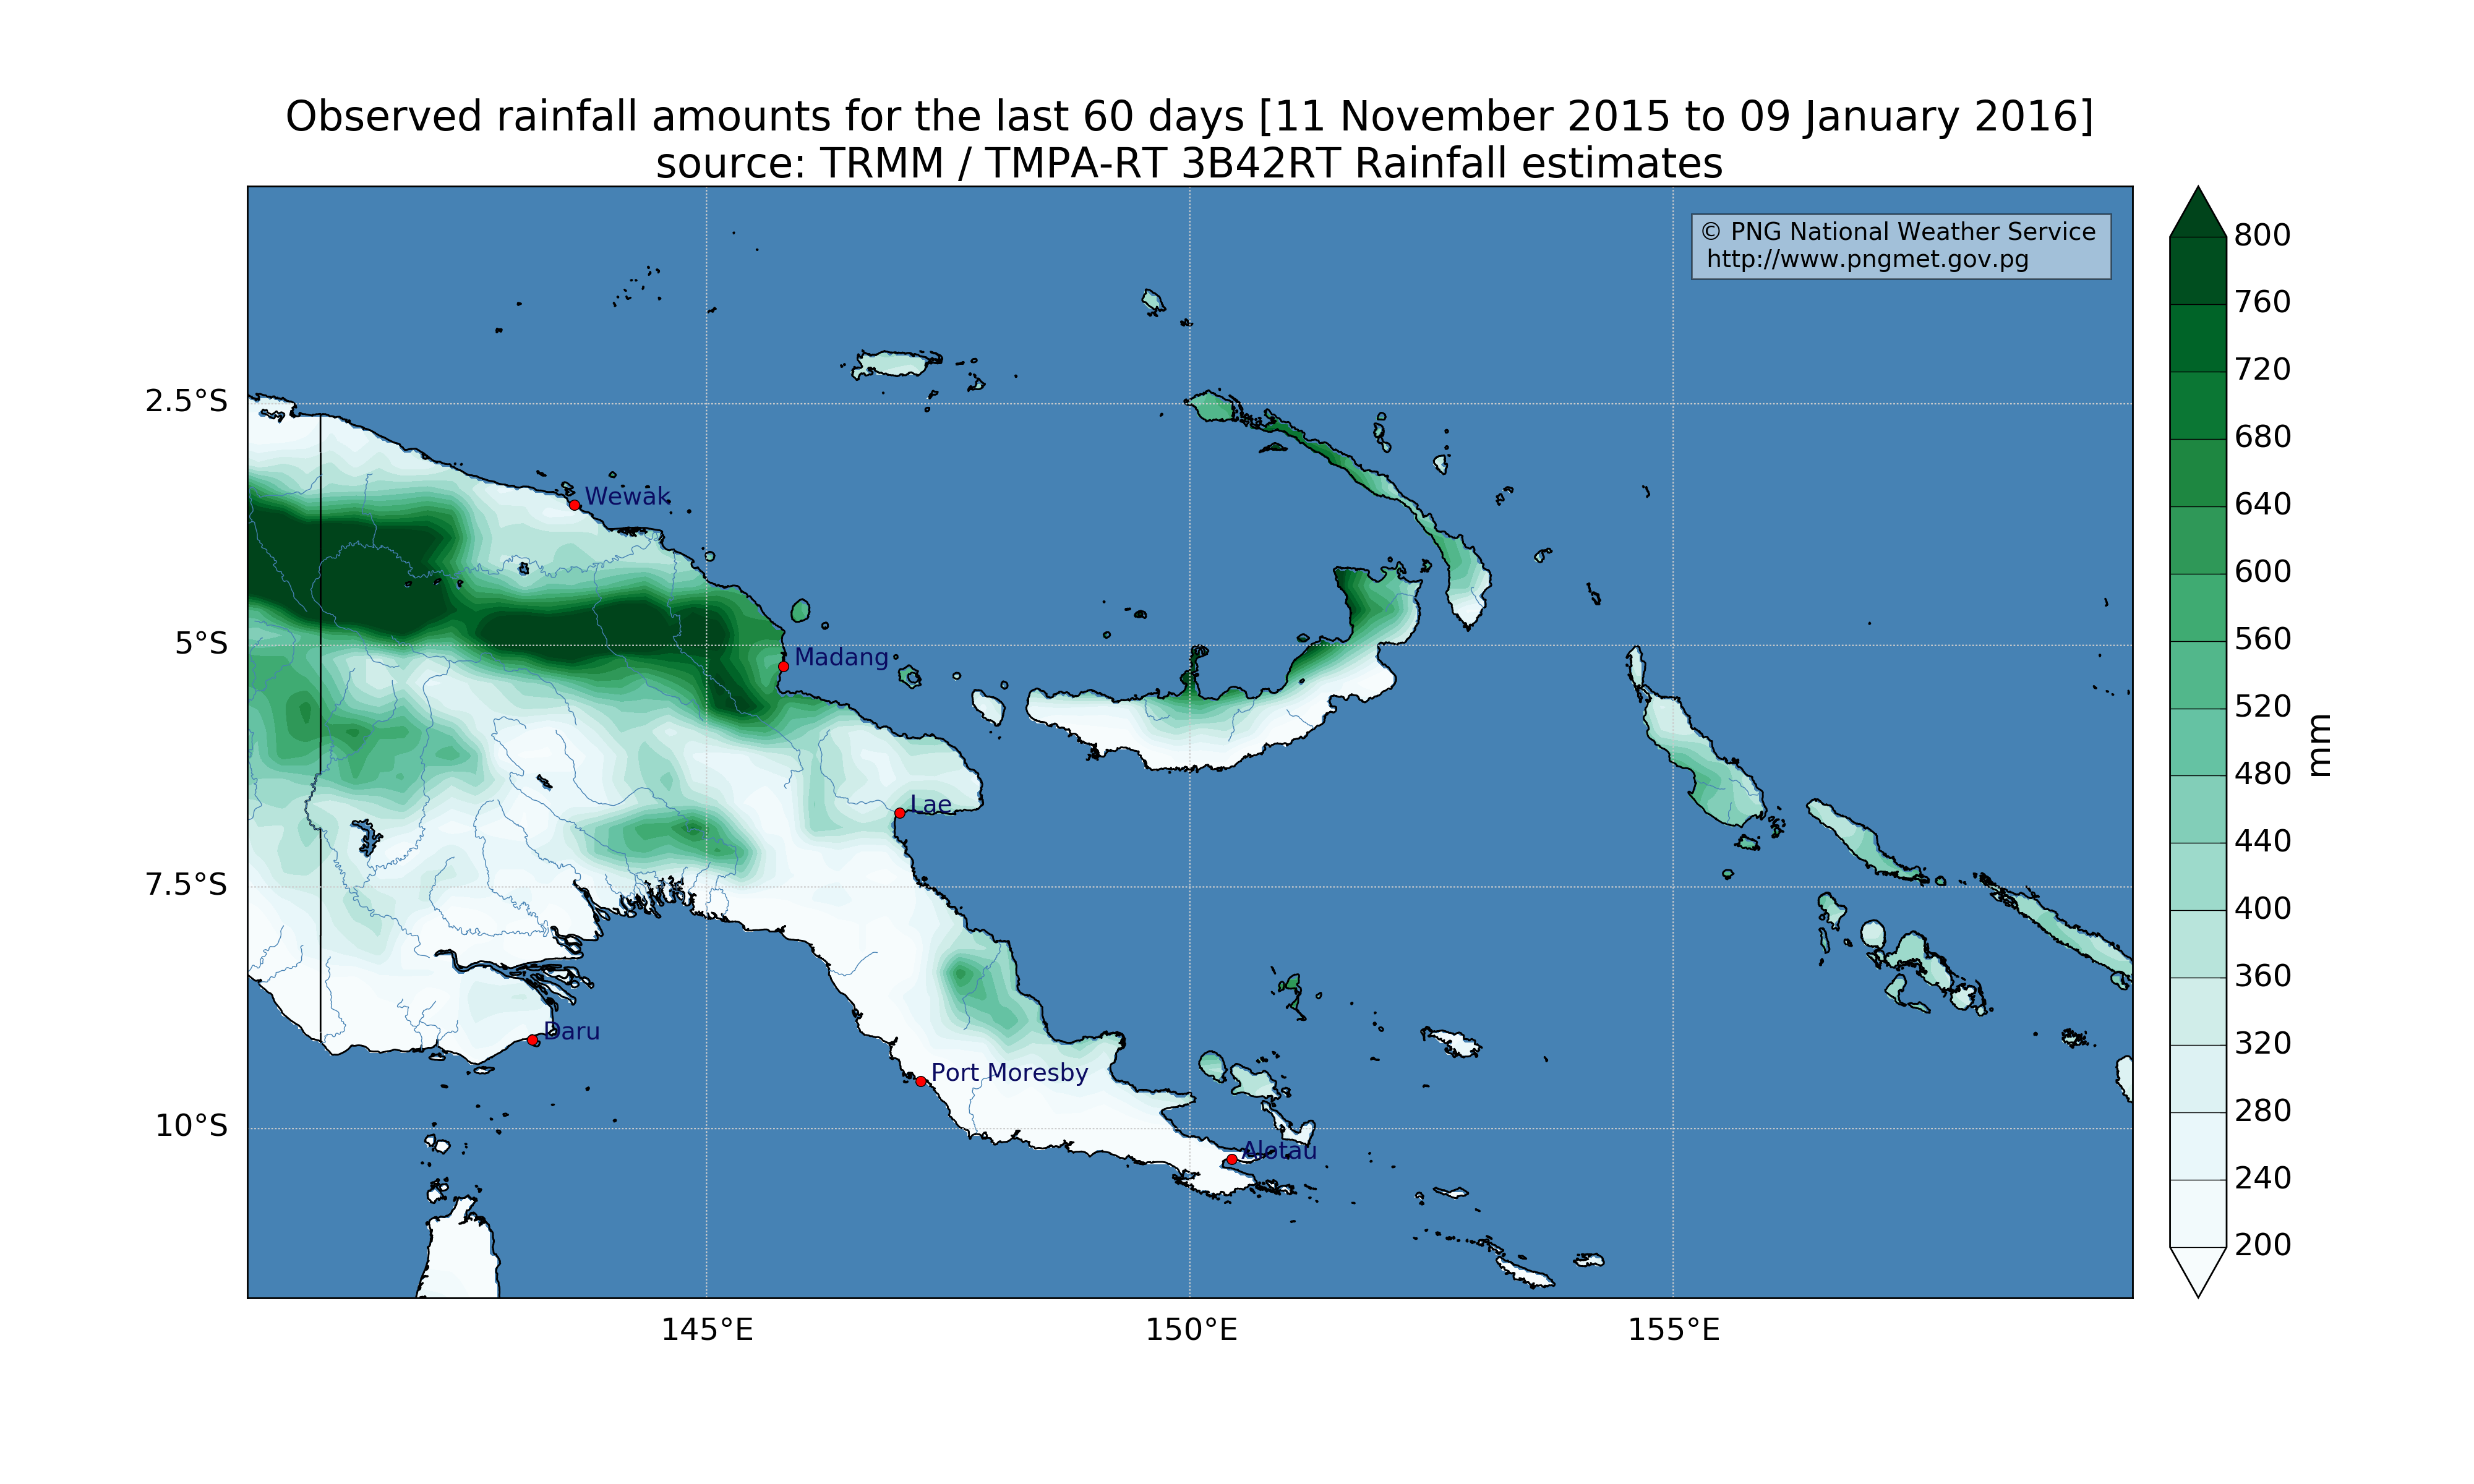 Observed rainfall amounts for the last 60 days [11 November 2015 to 09 January 2016]
source: TRMM / TMPA-RT 3B42RT Rainfall estimates
© PNG National Weather Service
http://www.pngmet.gov.pg
800
760
720
680
640
600
560
520
480
440
400
360
320
280
240
200
mm
2.5°S
5°S
7.5°S
10°S
Wewak
Madang
Lae
Daru
Port Moresby
Alotau
145°E
150°E
155°E